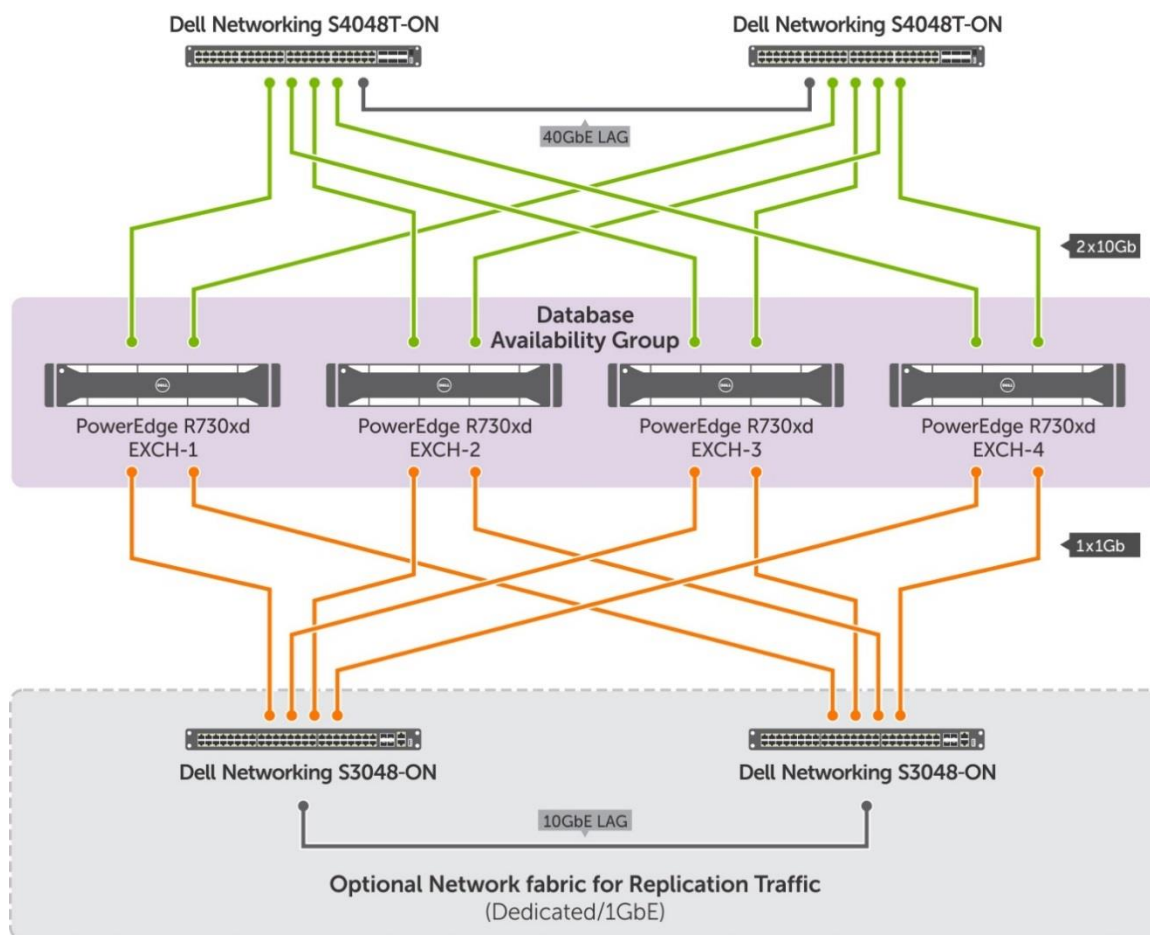 Dell Networking S4048T-ON
Dell Networking S4048T-ON
40GbE LAG
2x10Gb
Database
Availability Group
PowerEdge R730xd
EXCH-1
PowerEdge R730xd
EXCH-2
PowerEdge R730xd
EXCH-3
PowerEdge R730xd
EXCH-4
1x1Gb
Dell Networking S3048-ON
Dell Networking S3048-ON
10GbE LAG
Optional Network fabric for Replication Traffic
(Dedicated/1GbE)